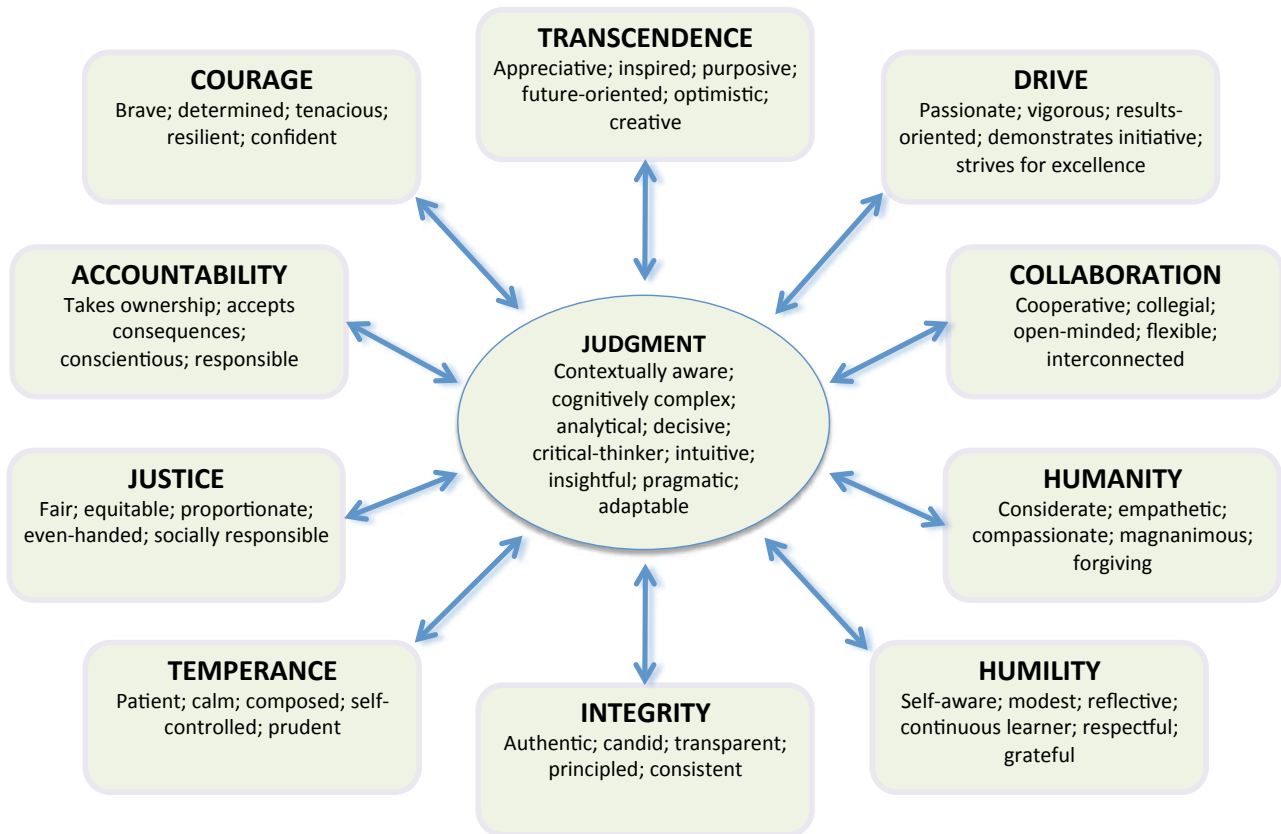 TRANSCENDENCE
Appreciative; inspired; purposive;
future-oriented; optimistic;
creative
COURAGE
Brave; determined; tenacious;
resilient; confident
DRIVE
Passionate; vigorous; results-
oriented; demonstrates initiative;
strives for excellence
ACCOUNTABILITY
Takes ownership; accepts
consequences;
conscientious; responsible
COLLABORATION
Cooperative; collegial;
open-minded; flexible;
interconnected
JUDGMENT
Contextually aware;
cognitively complex;
analytical; decisive;
critical-thinker; intuitive;
insightful; pragmatic;
adaptable
JUSTICE
Fair; equitable; proportionate;
even-handed; socially responsible
HUMANITY
Considerate; empathetic;
compassionate; magnanimous;
forgiving
TEMPERANCE
Patient; calm; composed; self-
controlled; prudent
INTEGRITY
Authentic; candid; transparent;
principled; consistent
HUMILITY
Self-aware; modest; reflective;
continuous learner; respectful;
grateful